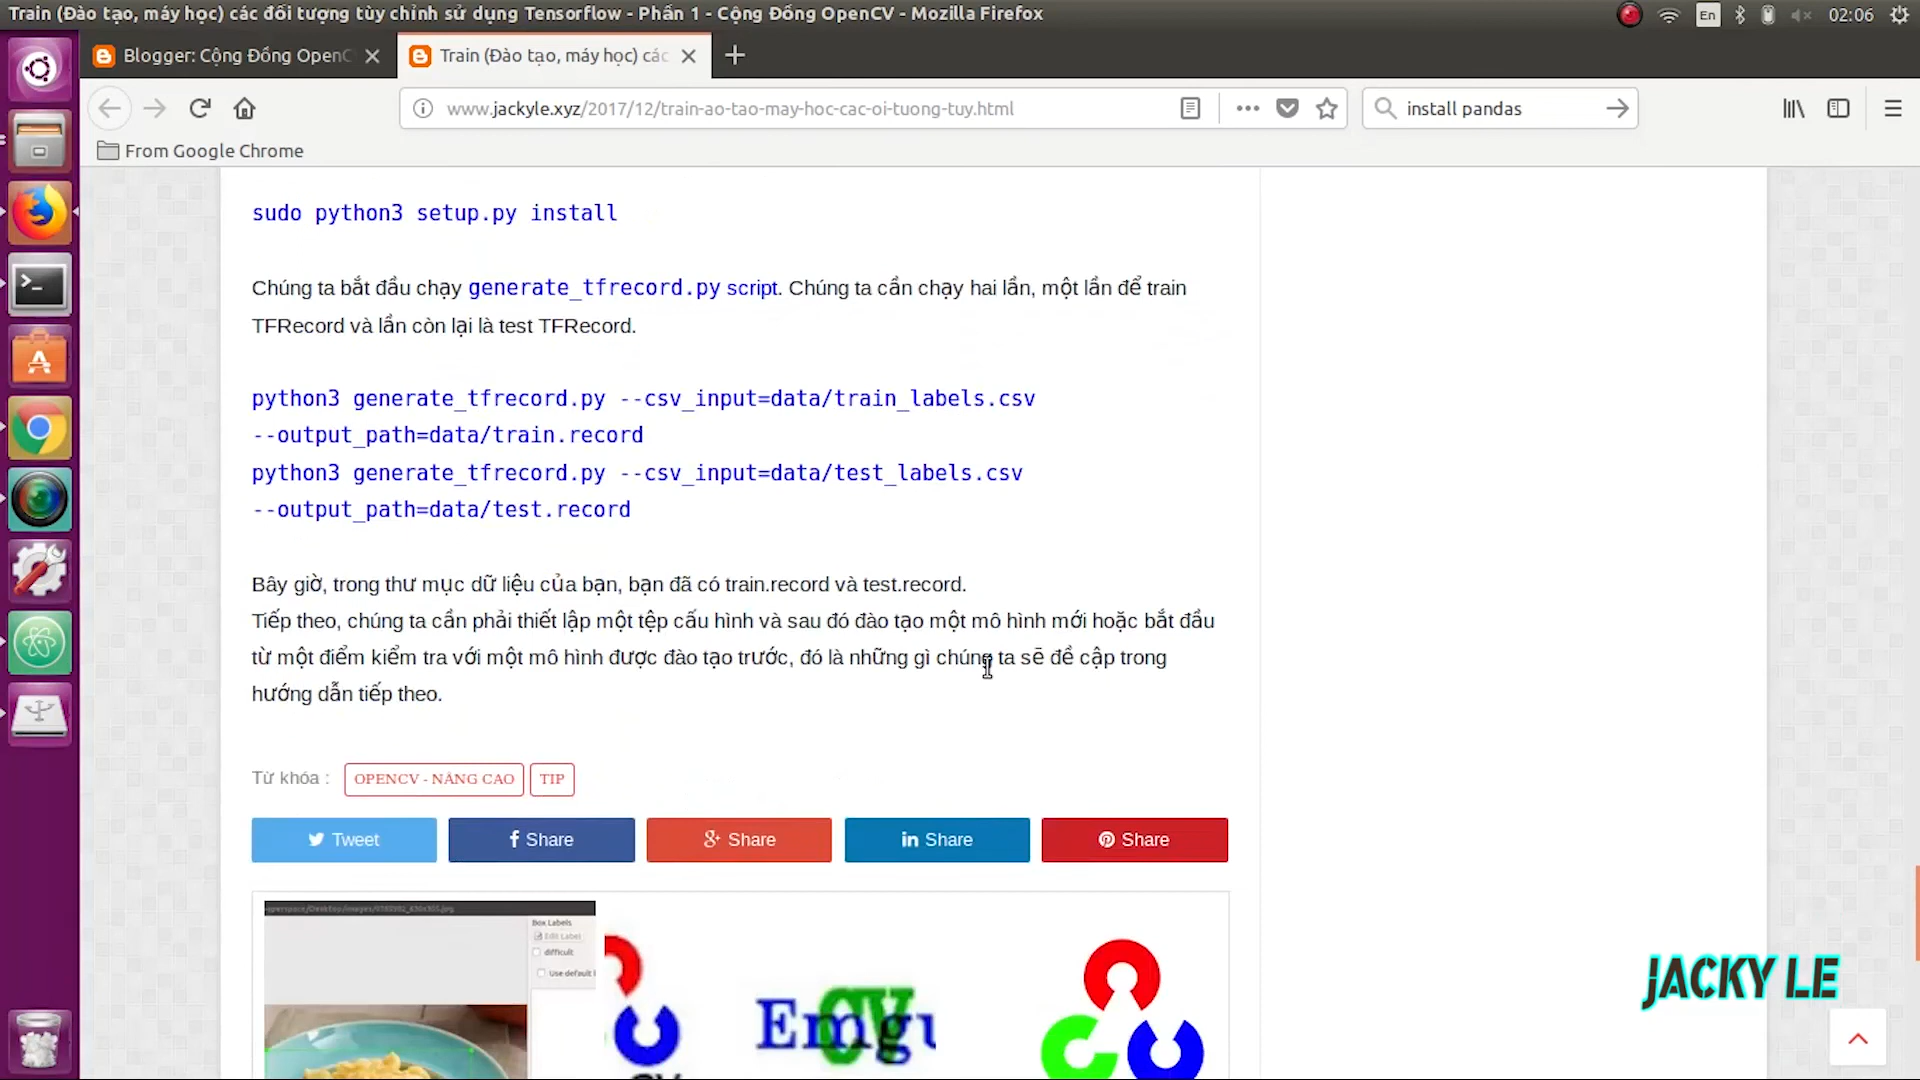 Train (Đào tạo, máy học) các đối tượng tùy chỉnh sử dụng Tensorflow - Phần 1 - Cộng Đồng OpenCV - Mozilla Firefox
En
02:06
Blogger: Cộng Đồng OpenC
Train (Đào tạo, máy học) các
www.jackyle.xyz/2017/12/train-ao-tao-may-hoc-cac-oi-tuong-tuy.html
install pandas
From Google Chrome
sudo python3 setup.py install
Chúng ta bắt đầu chạy generate_tfrecord.py script. Chúng ta cần chạy hai lần, một lần để train
TFRecord và lần còn lại là test TFRecord.
python3 generate_tfrecord.py --csv_input=data/train_labels.csv
--output_path=data/train.record
python3 generate_tfrecord.py --csv_input=data/test_labels.csv
--output_path=data/test.record
Bây giờ, trong thư mục dữ liệu của bạn, bạn đã có train.record và test.record.
Tiếp theo, chúng ta cần phải thiết lập một tệp cấu hình và sau đó đào tạo một mô hình mới hoặc bắt đầu
từ một điểm kiểm tra với một mô hình được đào tạo trước, đó là những gì chúng ta sẽ đề cập trong
hướng dẫn tiếp theo.
Từ khóa :
OPENCV - NÂNG CAO
TIP
Tweet
Share
Share
Share
Share
Box Labels
Edit Label
difficult
Use default
Emgu
CV
JACKY LE